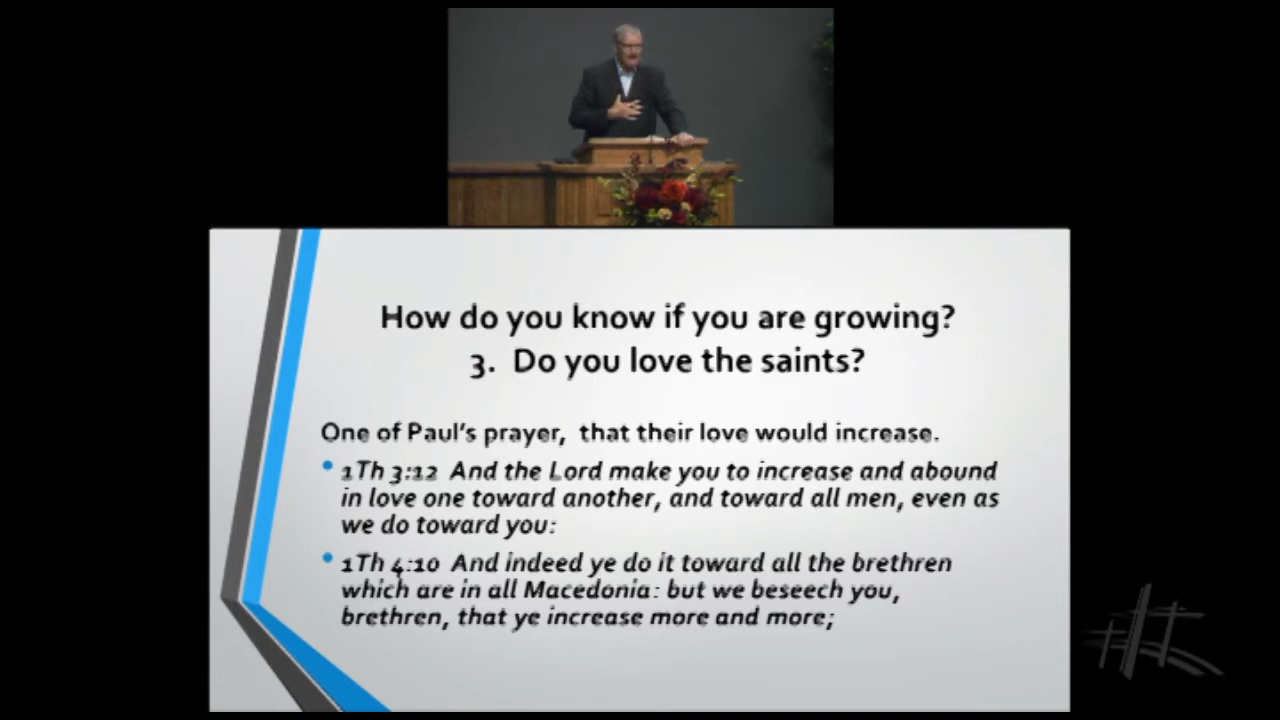 How do you know if you are growing?
3. Do you love the saints?
One of Paul's prayer, that their love would increase.
1Th 3:12 And the Lord make you to increase and abound
in love one toward another, and toward all men, even as
we do toward you:
1Th 4:10 And indeed ye do it toward all the brethren
which are in all Macedonia: but we beseech you,
brethren, that ye increase more and more;